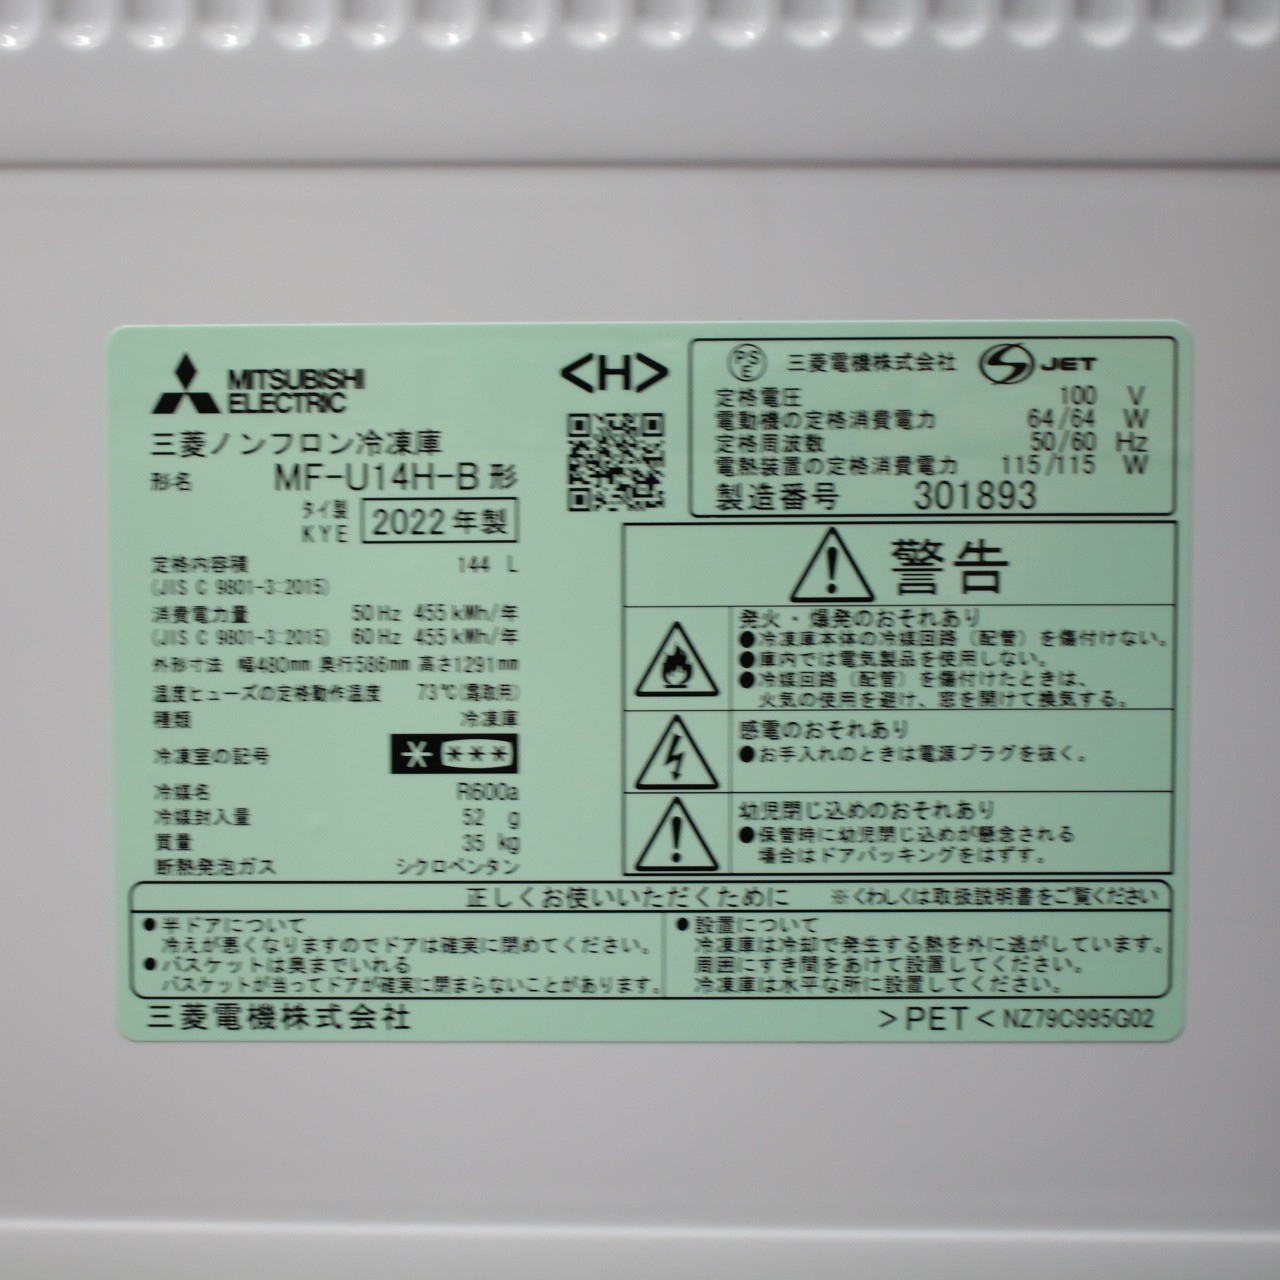 MITSUBISHI
ELECTRIC
三菱ノンフロン冷凍庫
形名 MF-U14H-B 形
タイ製
KYE 2022年製
定格内容積 144 L
(JIS C 9801-3:2015)
消費電力量 50Hz 455kWh/年
(JIS C 9801-3:2015) 60Hz 455kWh/年
外形寸法 幅480mm 奥行586mm 高さ1291mm
温度ヒューズの定格動作温度 73℃(霜取用)
種類 冷凍庫
冷凍室の記号 * ***
冷媒名 R600a
冷媒封入量 52 g
質量 35 kg
断熱発泡ガス シクロペンタン
<H>
PSE 三菱電機株式会社 S JET
定格電圧 100 V
電動機の定格消費電力 64/64 W
定格周波数 50/60 Hz
電熱装置の定格消費電力 115/115 W
製造番号 301893
警告
発火・爆発のおそれあり
●冷凍庫本体の冷媒回路(配管)を傷付けない。
●庫内では電気製品を使用しない。
●冷媒回路(配管)を傷付けたときは、
火気の使用を避け、窓を開けて換気する。
感電のおそれあり
●お手入れのときは電源プラグを抜く。
幼児閉じ込めのおそれあり
●保管時に幼児閉じ込めが懸念される
場合はドアパッキングをはずす。
正しくお使いいただくために ※くわしくは取扱説明書をご覧ください
●半ドアについて
冷えが悪くなりますのでドアは確実に閉めてください。
●バスケットは奥までいれる
バスケットが当ってドアが確実に閉まらないことがあります。
●設置について
冷凍庫は冷却で発生する熱を外に逃がしています。
周囲にすき間をあけて設置してください。
冷凍庫は水平な所に設置してください。
三菱電機株式会社 >PET< NZ79C995G02